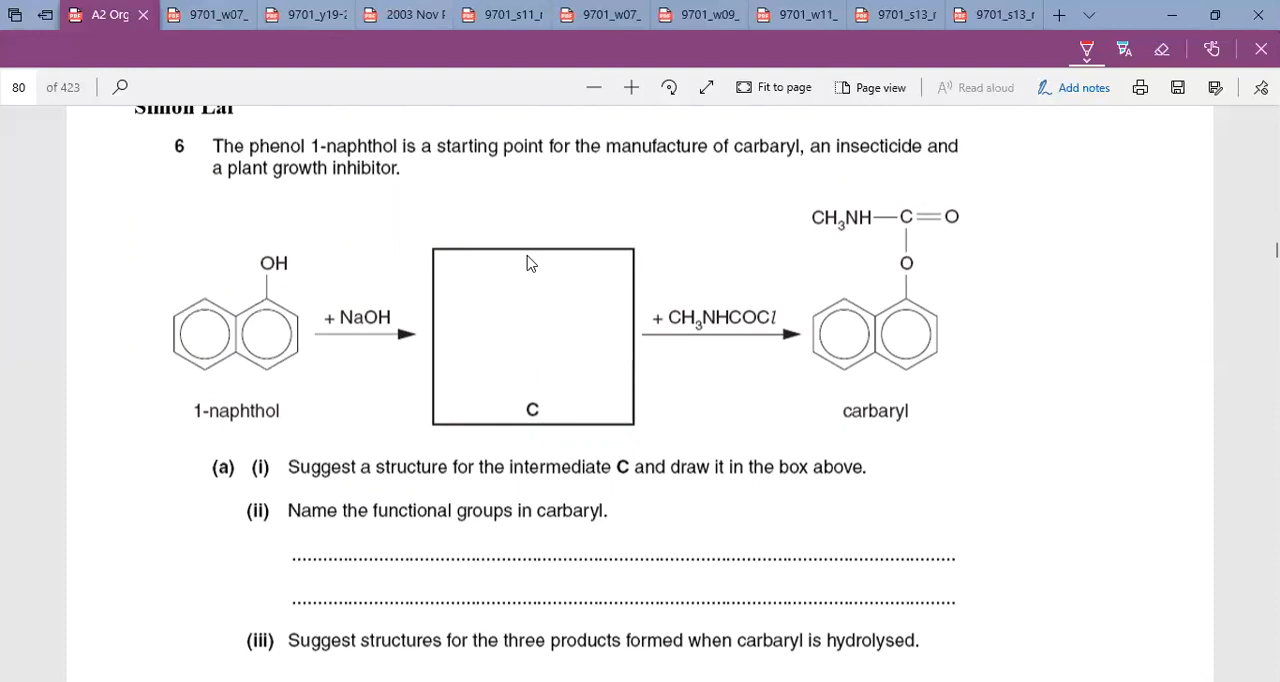 A2 Org
9701_w07_
9701_y19-2
2003 Nov
9701_s11_
9701_w07_
9701_w09_
9701_w11_
9701_s13_
9701_s13_
80 of 423
Fit to page
Page view
Read aloud
Add notes
Simon Lai
6 The phenol 1-naphthol is a starting point for the manufacture of carbaryl, an insecticide and
a plant growth inhibitor.
CH₃NH—C=O
O
OH
+ NaOH
+ CH₃NHCOCl
1-naphthol
C
carbaryl
(a) (i) Suggest a structure for the intermediate C and draw it in the box above.
(ii) Name the functional groups in carbaryl.
(iii) Suggest structures for the three products formed when carbaryl is hydrolysed.